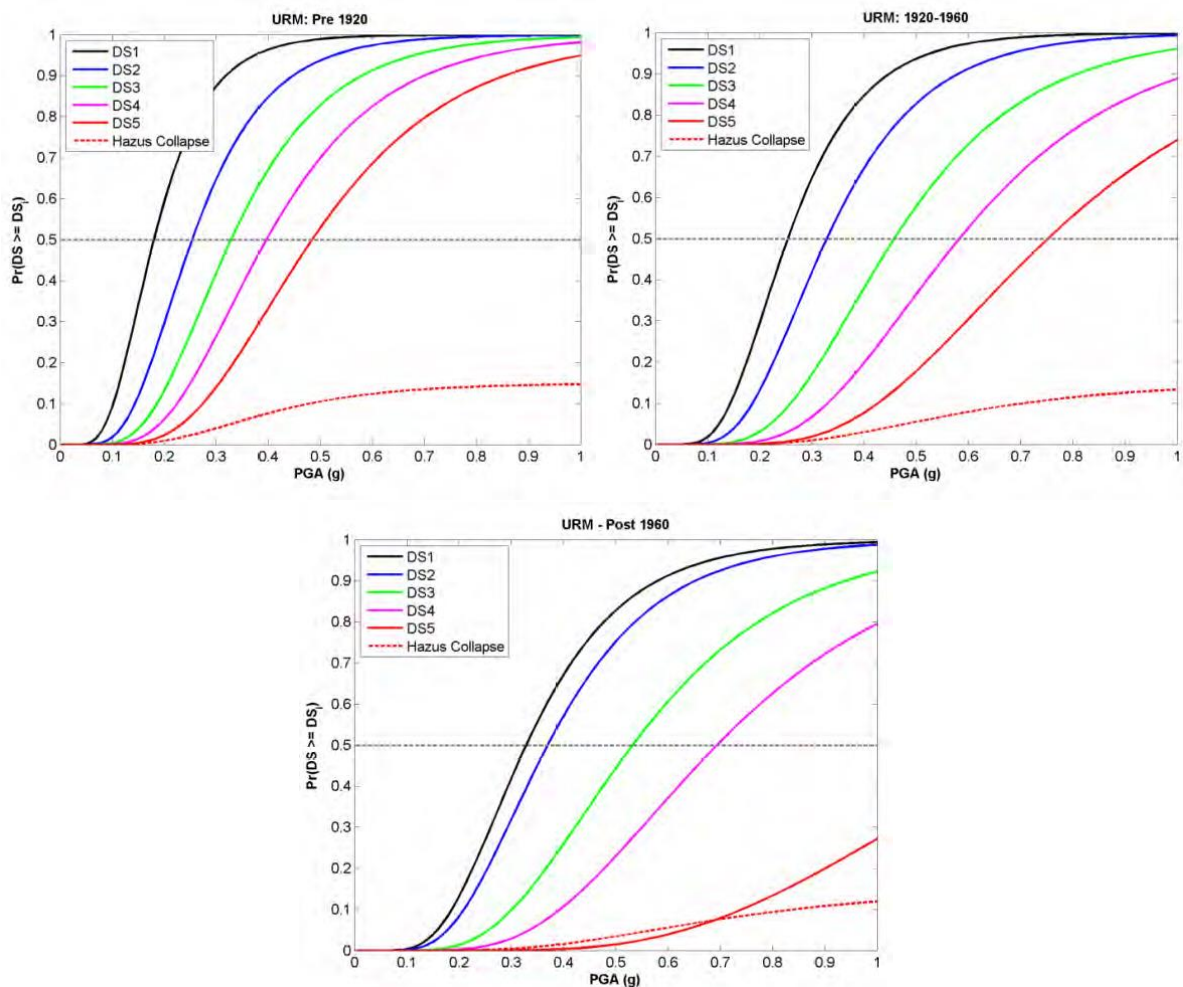 URM: Pre 1920
DS1
DS2
DS3
DS4
DS5
Hazus Collapse
1
0.9
0.8
0.7
0.6
0.5
0.4
0.3
0.2
0.1
0
Pr(DS >= DSi)
0 0.1 0.2 0.3 0.4 0.5 0.6 0.7 0.8 0.9 1
PGA (g)
URM: 1920-1960
DS1
DS2
DS3
DS4
DS5
Hazus Collapse
1
0.9
0.8
0.7
0.6
0.5
0.4
0.3
0.2
0.1
0
Pr(DS >= DSi)
0 0.1 0.2 0.3 0.4 0.5 0.6 0.7 0.8 0.9 1
PGA (g)
URM - Post 1960
DS1
DS2
DS3
DS4
DS5
Hazus Collapse
1
0.9
0.8
0.7
0.6
0.5
0.4
0.3
0.2
0.1
0
Pr(DS >= DSi)
0 0.1 0.2 0.3 0.4 0.5 0.6 0.7 0.8 0.9 1
PGA (g)